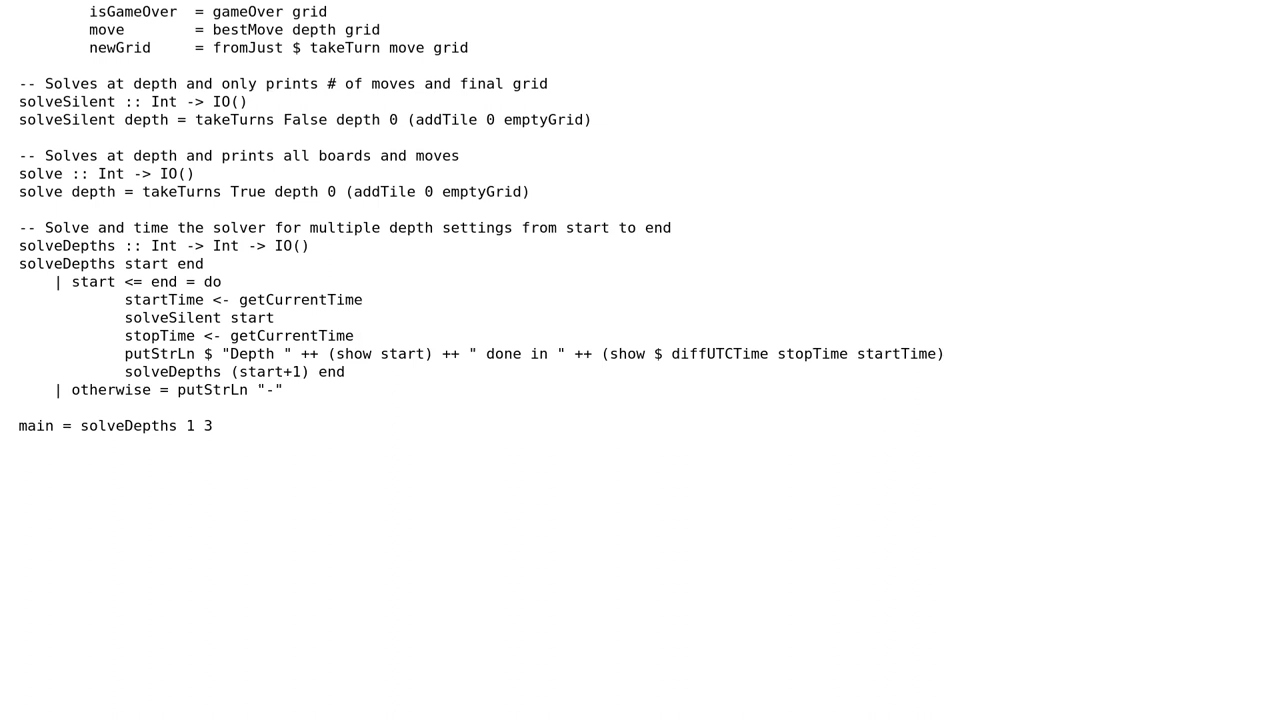 isGameOver  = gameOver grid
        move        = bestMove depth grid
        newGrid     = fromJust $ takeTurn move grid

-- Solves at depth and only prints # of moves and final grid
solveSilent :: Int -> IO()
solveSilent depth = takeTurns False depth 0 (addTile 0 emptyGrid)

-- Solves at depth and prints all boards and moves
solve :: Int -> IO()
solve depth = takeTurns True depth 0 (addTile 0 emptyGrid)

-- Solve and time the solver for multiple depth settings from start to end
solveDepths :: Int -> Int -> IO()
solveDepths start end
    | start <= end = do
            startTime <- getCurrentTime
            solveSilent start
            stopTime <- getCurrentTime
            putStrLn $ "Depth " ++ (show start) ++ " done in " ++ (show $ diffUTCTime stopTime startTime)
            solveDepths (start+1) end
    | otherwise = putStrLn "-"

main = solveDepths 1 3